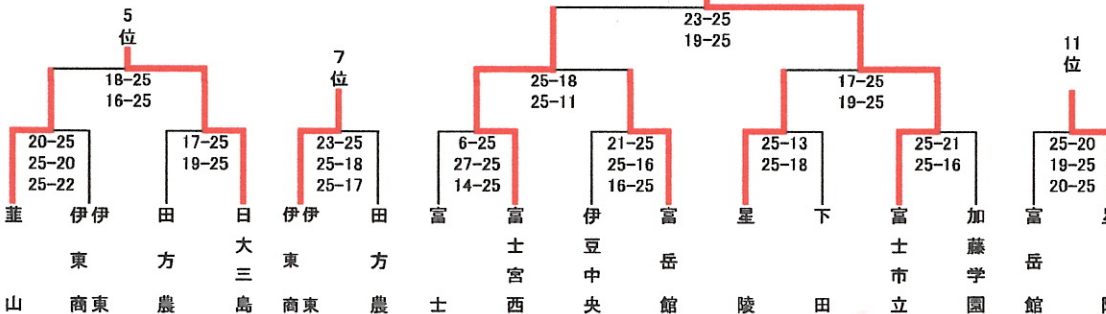 23-25
19-25
5位
18-25
16-25
7位
25-18
25-11
17-25
19-25
11位
20-25
25-20
25-22
17-25
19-25
23-25
25-18
25-17
6-25
27-25
14-25
21-25
25-16
16-25
25-13
25-18
25-21
25-16
25-20
19-25
20-25
韮山
伊東商
伊東
田方農
日大三島
伊東商
伊東
田方農
富士
富士宮西
伊豆中央
富岳館
星陵
下田
富士市立
加藤学園
富岳館